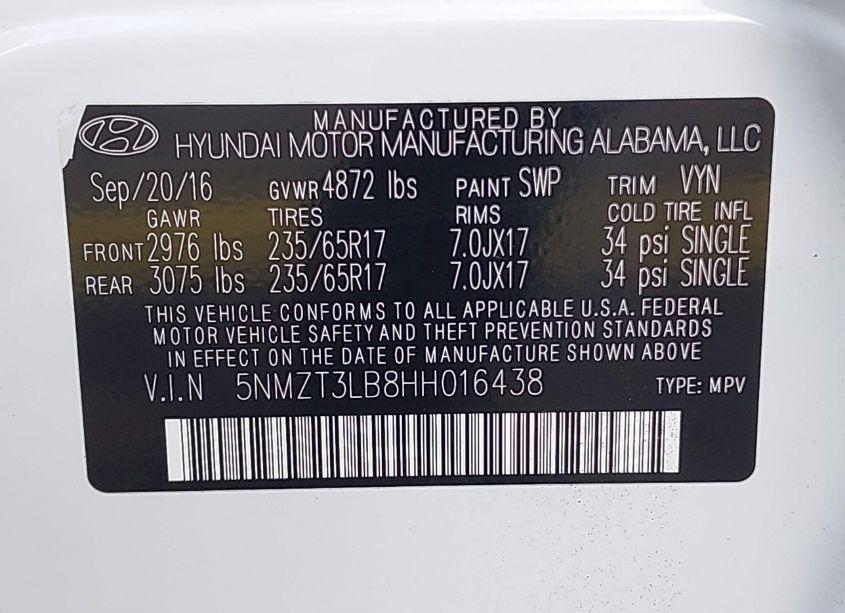 MANUFACTURED BY
HYUNDAI MOTOR MANUFACTURING ALABAMA, LLC
Sep/20/16 GVWR 4872 lbs PAINT SWP TRIM VYN
GAWR TIRES RIMS COLD TIRE INFL
FRONT 2976 lbs 235/65R17 7.0JX17 34 psi SINGLE
REAR 3075 lbs 235/65R17 7.0JX17 34 psi SINGLE
THIS VEHICLE CONFORMS TO ALL APPLICABLE U.S.A. FEDERAL
MOTOR VEHICLE SAFETY AND THEFT PREVENTION STANDARDS
IN EFFECT ON THE DATE OF MANUFACTURE SHOWN ABOVE
V.I.N 5NMZT3LB8HH016438 TYPE: MPV